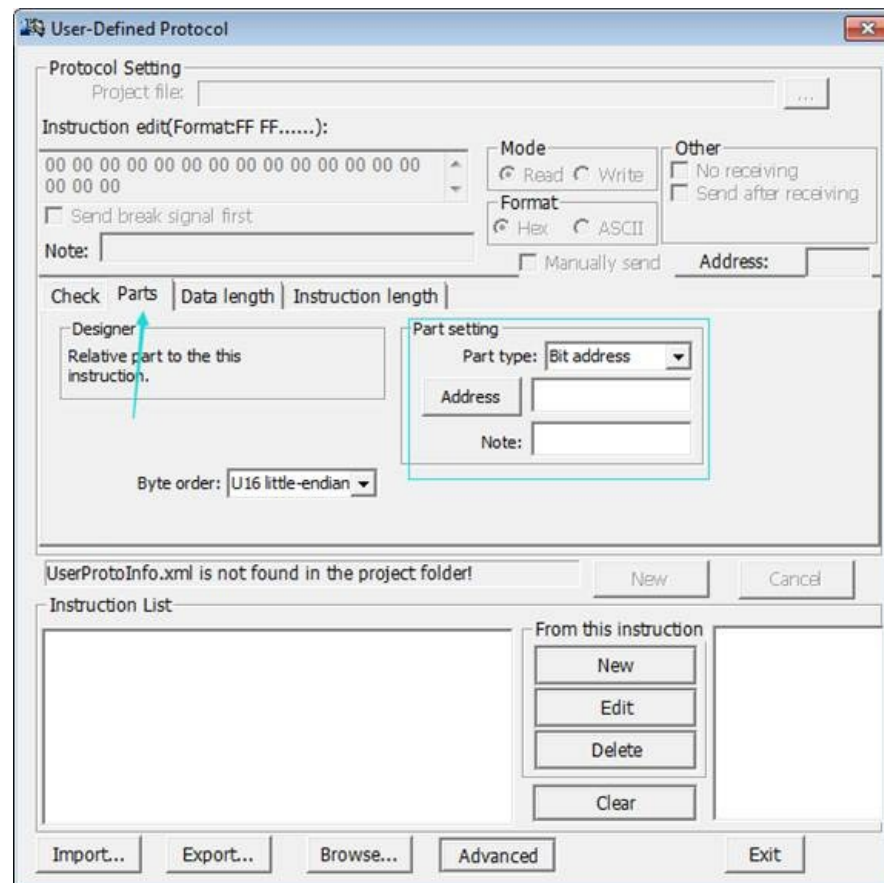 User-Defined Protocol
Protocol Setting
Project file:
...
Instruction edit(Format:FF FF......):
00 00 00 00 00 00 00 00 00 00 00 00 00 00
00 00 00
Mode
Read Write
Other
No receiving
Send after receiving
Send break signal first
Format
Hex ASCII
Note:
Manually send
Address:
Check Parts Data length Instruction length
Designer
Relative part to the this
instruction.
Part setting
Part type: Bit address
Address
Note:
Byte order: U16 little-endian
UserProtoInfo.xml is not found in the project folder!
New
Cancel
Instruction List
From this instruction
New
Edit
Delete
Clear
Import... Export... Browse... Advanced Exit